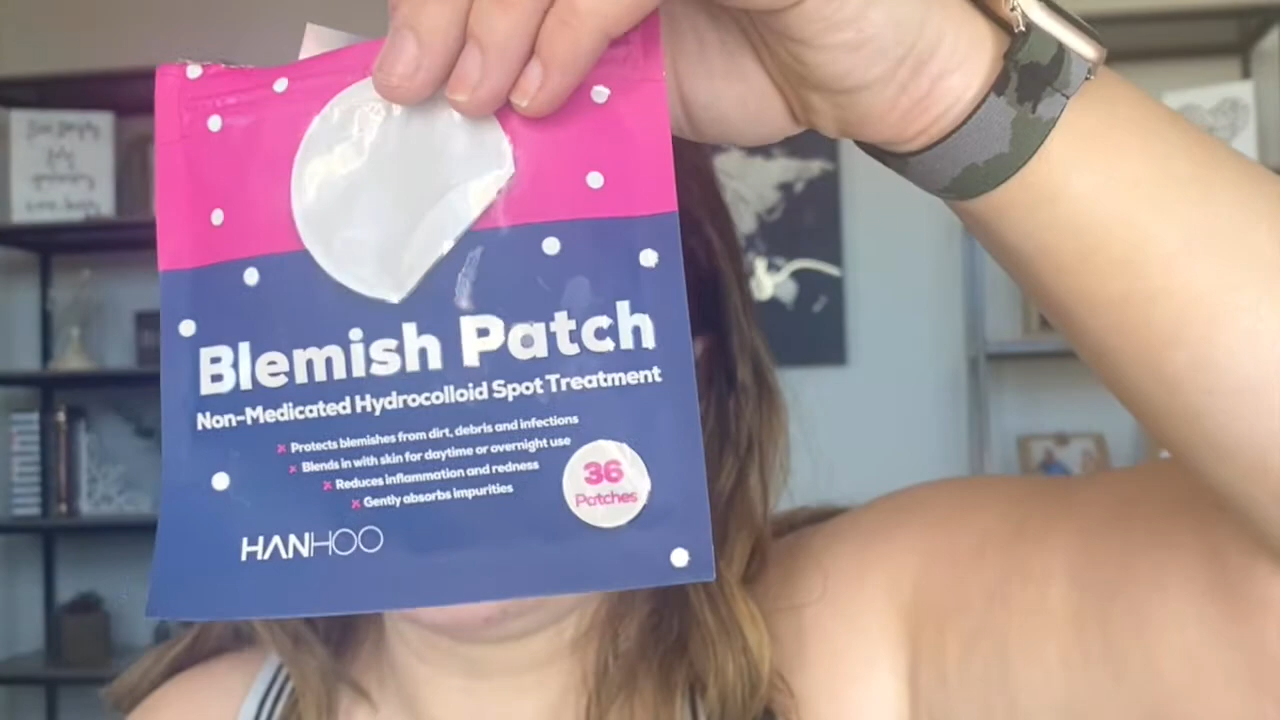 Blemish Patch
Non-Medicated Hydrocolloid Spot Treatment
× Protects blemishes from dirt, debris and infections
× Blends in with skin for daytime or overnight use
× Reduces inflammation and redness
× Gently absorbs impurities
36
Patches
HANHOO